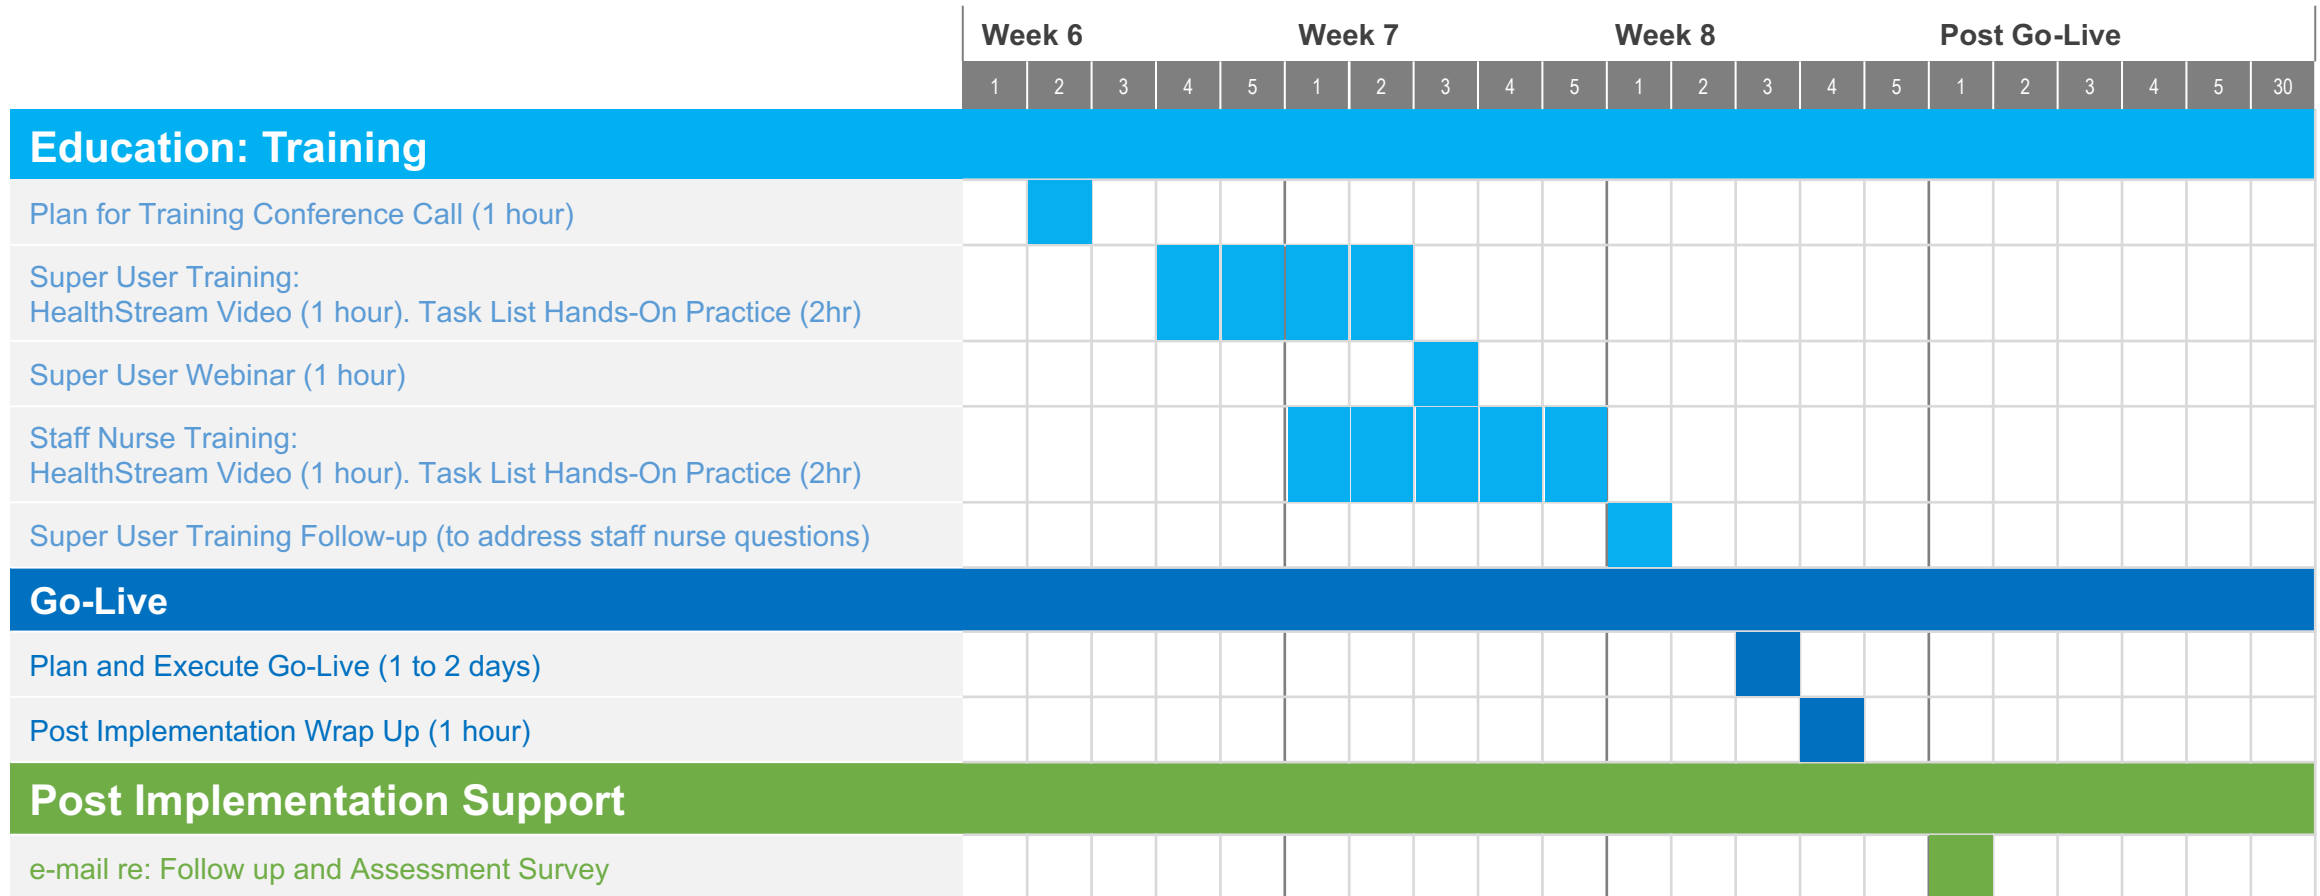 Week 6 Week 7 Week 8 Post Go-Live
1 2 3 4 5 1 2 3 4 5 1 2 3 4 5 1 2 3 4 5 30
Education: Training
Plan for Training Conference Call (1 hour)
Super User Training:
HealthStream Video (1 hour). Task List Hands-On Practice (2hr)
Super User Webinar (1 hour)
Staff Nurse Training:
HealthStream Video (1 hour). Task List Hands-On Practice (2hr)
Super User Training Follow-up (to address staff nurse questions)
Go-Live
Plan and Execute Go-Live (1 to 2 days)
Post Implementation Wrap Up (1 hour)
Post Implementation Support
e-mail re: Follow up and Assessment Survey